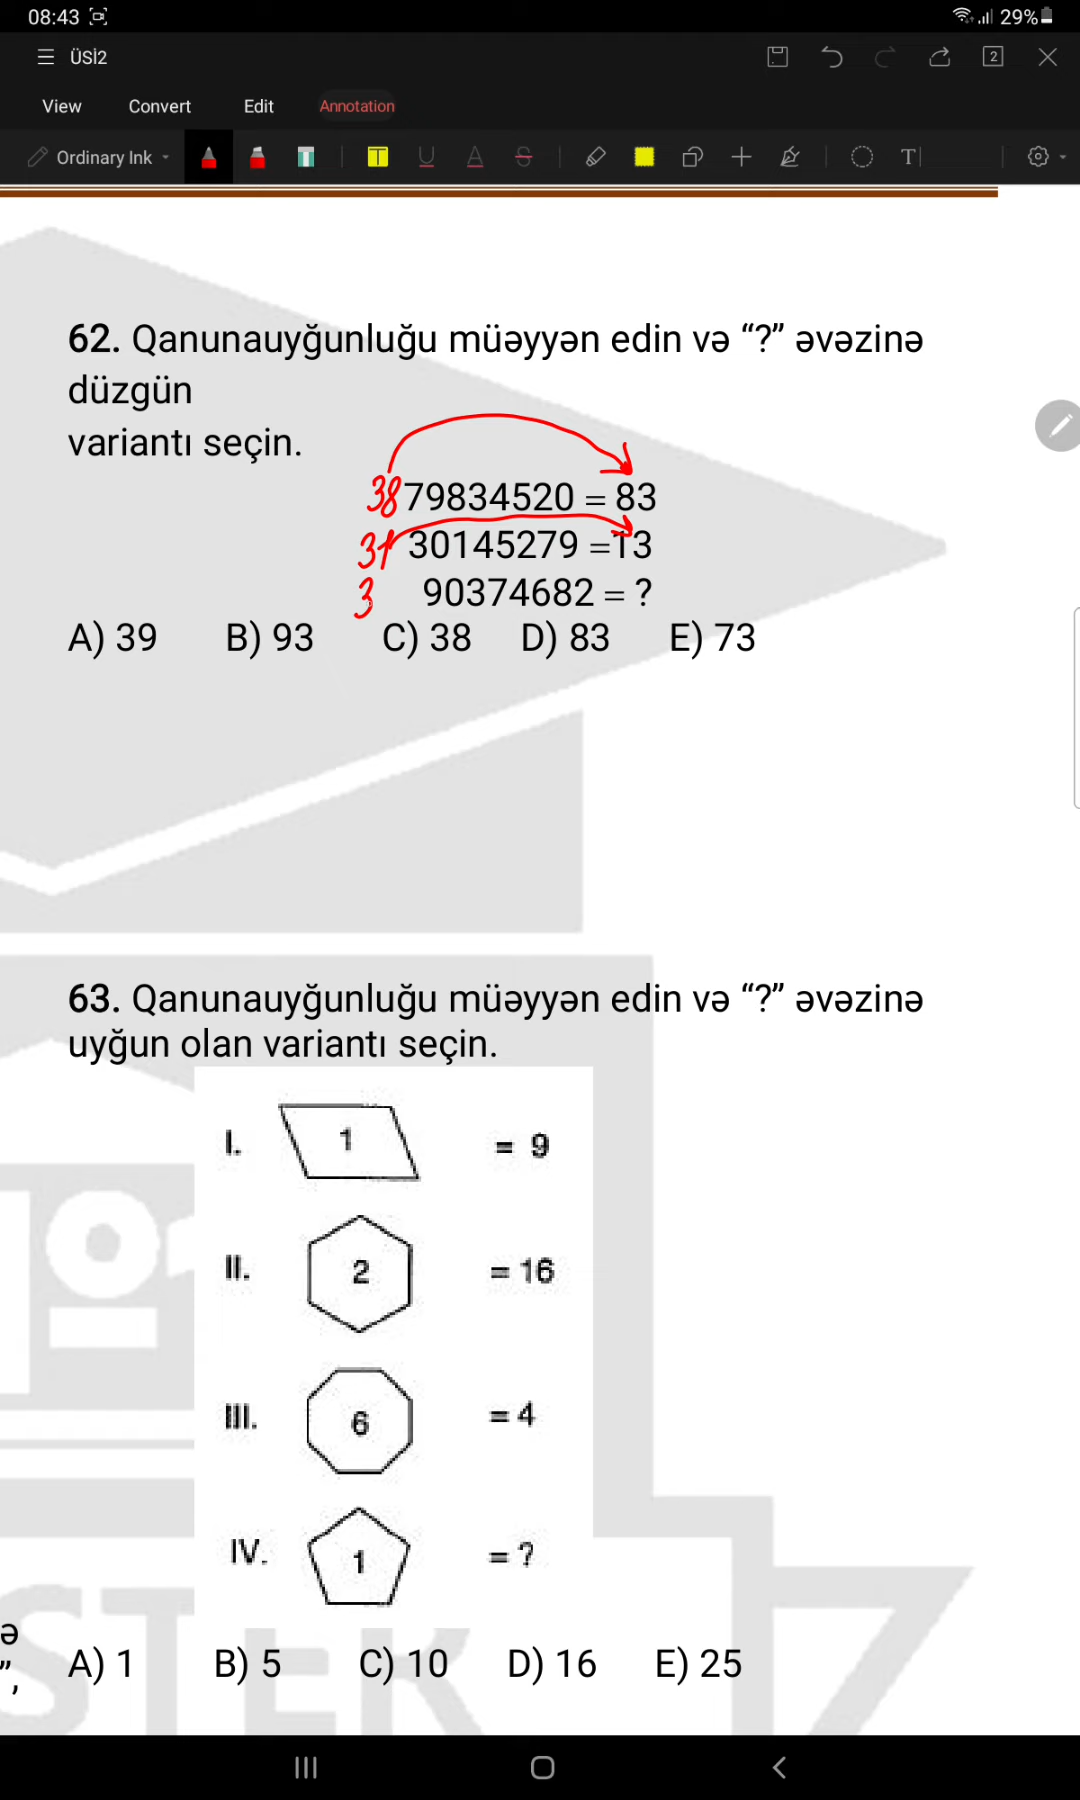 08:43 29%
ÜSİ2 2
View Convert Edit Annotation
Ordinary Ink T U A S T
62. Qanunauyğunluğu müəyyən edin və “?” əvəzinə
düzgün
variantı seçin.
38 79834520 = 83
31 30145279 =13
3 90374682 = ?
A) 39 B) 93 C) 38 D) 83 E) 73
63. Qanunauyğunluğu müəyyən edin və “?” əvəzinə
uyğun olan variantı seçin.
I. 1 = 9
II. 2 = 16
III. 6 = 4
IV. 1 = ?
ə
”,
A) 1 B) 5 C) 10 D) 16 E) 25